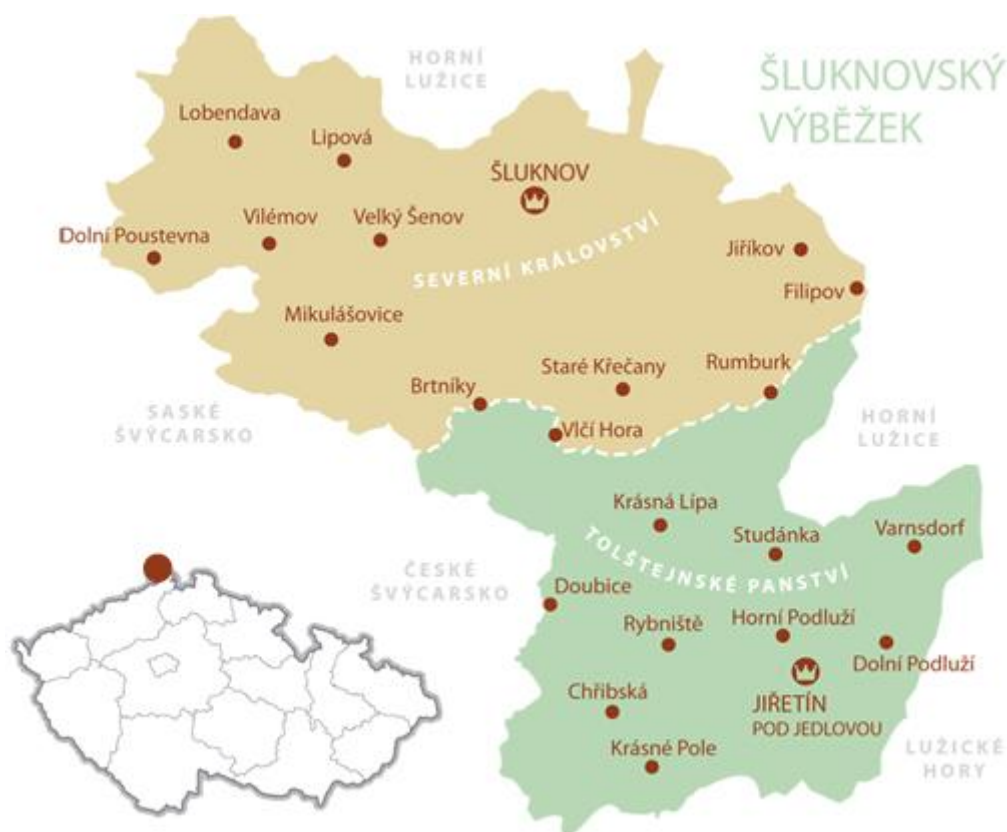 HORNÍ
LUŽICE
ŠLUKNOVSKÝ
VÝBĚŽEK
Lobendava
Lipová
ŠLUKNOV
Dolní Poustevna
Vilémov
Velký Šenov
SEVERNÍ KRÁLOVSTVÍ
Jiříkov
Filipov
Mikulášovice
Brtníky
Staré Křečany
Rumburk
SASKÉ
ŠVÝCARSKO
Vlčí Hora
HORNÍ
LUŽICE
Krásná Lípa
Studánka
Varnsdorf
TOLŠTEJNSKÉ PANSTVÍ
ČESKÉ
ŠVÝCARSKO
Doubice
Rybniště
Horní Podluží
Dolní Podluží
Chřibská
JIŘETÍN
POD JEDLOVOU
Krásné Pole
LUŽICKÉ
HORY